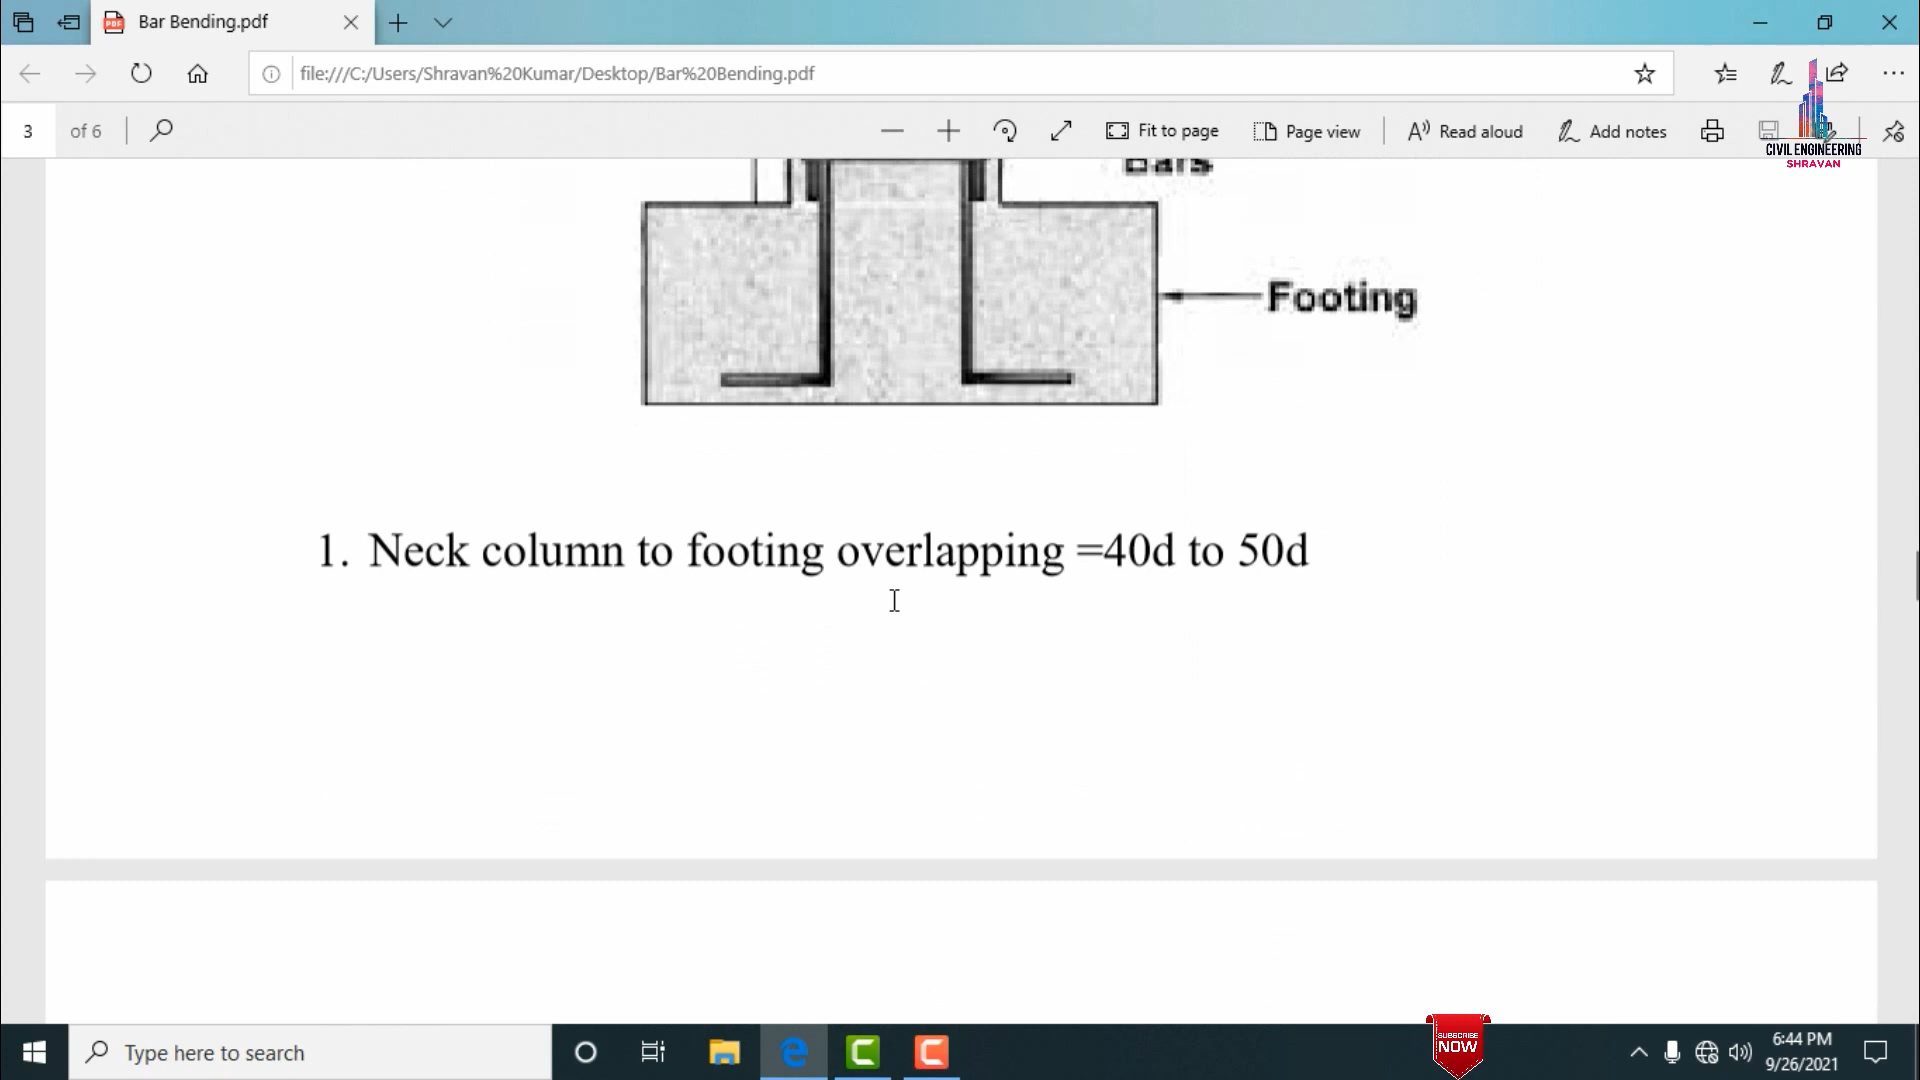 Bar Bending.pdf
file:///C:/Users/Shravan%20Kumar/Desktop/Bar%20Bending.pdf
3 of 6
Fit to page
Page view
Read aloud
Add notes
CIVIL ENGINEERING
SHRAVAN
Bars
Footing
1. Neck column to footing overlapping =40d to 50d
Type here to search
SUBSCRIBE
NOW
6:44 PM
9/26/2021